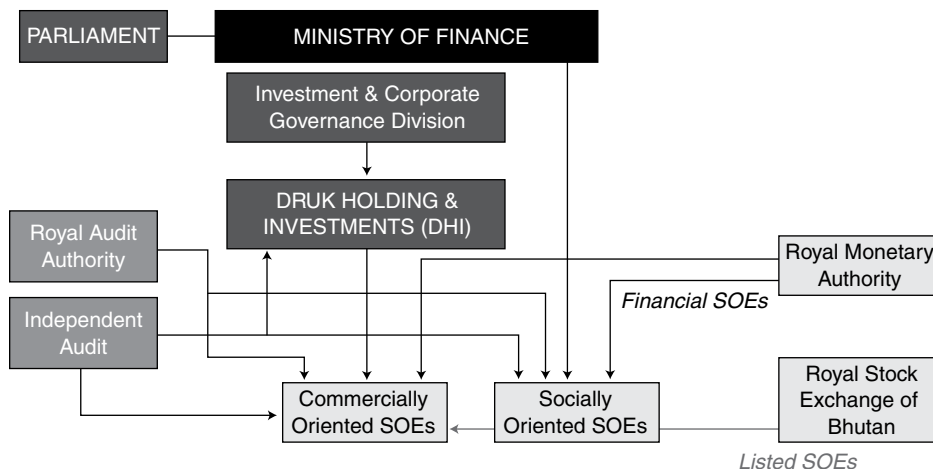 PARLIAMENT
MINISTRY OF FINANCE
Investment & Corporate
Governance Division
DRUK HOLDING &
INVESTMENTS (DHI)
Royal Audit
Authority
Royal Monetary
Authority
Financial SOEs
Independent
Audit
Commercially
Oriented SOEs
Socially
Oriented SOEs
Royal Stock
Exchange of
Bhutan
Listed SOEs